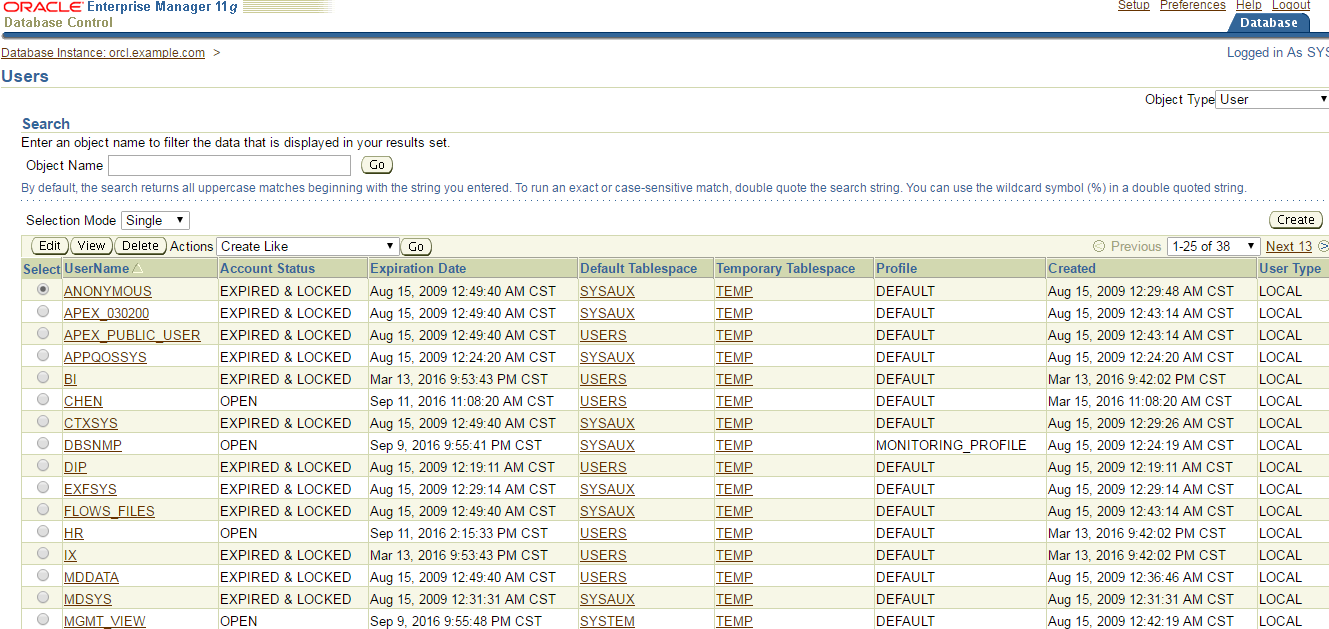 ORACLE Enterprise Manager 11g
Setup Preferences Help Logout
Database Control
Database
Database Instance: orcl.example.com >
Logged in As SYS
Users
Object Type User
Search
Enter an object name to filter the data that is displayed in your results set.
Object Name Go
By default, the search returns all uppercase matches beginning with the string you entered. To run an exact or case-sensitive match, double quote the search string. You can use the wildcard symbol (%) in a double quoted string.
Selection Mode Single
Create
Edit View Delete Actions Create Like Go Previous 1-25 of 38 Next 13
Select UserName Account Status Expiration Date Default Tablespace Temporary Tablespace Profile Created User Type
ANONYMOUS EXPIRED & LOCKED Aug 15, 2009 12:49:40 AM CST SYSAUX TEMP DEFAULT Aug 15, 2009 12:29:48 AM CST LOCAL
APEX_030200 EXPIRED & LOCKED Aug 15, 2009 12:49:40 AM CST SYSAUX TEMP DEFAULT Aug 15, 2009 12:43:14 AM CST LOCAL
APEX_PUBLIC_USER EXPIRED & LOCKED Aug 15, 2009 12:49:40 AM CST USERS TEMP DEFAULT Aug 15, 2009 12:43:14 AM CST LOCAL
APPQOSSYS EXPIRED & LOCKED Aug 15, 2009 12:24:20 AM CST SYSAUX TEMP DEFAULT Aug 15, 2009 12:24:20 AM CST LOCAL
BI EXPIRED & LOCKED Mar 13, 2016 9:53:43 PM CST USERS TEMP DEFAULT Mar 13, 2016 9:42:02 PM CST LOCAL
CHEN OPEN Sep 11, 2016 11:08:20 AM CST USERS TEMP DEFAULT Mar 15, 2016 11:08:20 AM CST LOCAL
CTXSYS EXPIRED & LOCKED Aug 15, 2009 12:49:40 AM CST SYSAUX TEMP DEFAULT Aug 15, 2009 12:29:26 AM CST LOCAL
DBSNMP OPEN Sep 9, 2016 9:55:41 PM CST SYSAUX TEMP MONITORING_PROFILE Aug 15, 2009 12:24:19 AM CST LOCAL
DIP EXPIRED & LOCKED Aug 15, 2009 12:19:11 AM CST USERS TEMP DEFAULT Aug 15, 2009 12:19:11 AM CST LOCAL
EXFSYS EXPIRED & LOCKED Aug 15, 2009 12:29:14 AM CST SYSAUX TEMP DEFAULT Aug 15, 2009 12:29:14 AM CST LOCAL
FLOWS_FILES EXPIRED & LOCKED Aug 15, 2009 12:49:40 AM CST SYSAUX TEMP DEFAULT Aug 15, 2009 12:43:14 AM CST LOCAL
HR OPEN Sep 11, 2016 2:15:33 PM CST USERS TEMP DEFAULT Mar 13, 2016 9:42:02 PM CST LOCAL
IX EXPIRED & LOCKED Mar 13, 2016 9:53:43 PM CST USERS TEMP DEFAULT Mar 13, 2016 9:42:02 PM CST LOCAL
MDDATA EXPIRED & LOCKED Aug 15, 2009 12:49:40 AM CST USERS TEMP DEFAULT Aug 15, 2009 12:36:46 AM CST LOCAL
MDSYS EXPIRED & LOCKED Aug 15, 2009 12:31:31 AM CST SYSAUX TEMP DEFAULT Aug 15, 2009 12:31:31 AM CST LOCAL
MGMT_VIEW OPEN Sep 9, 2016 9:55:48 PM CST SYSTEM TEMP DEFAULT Aug 15, 2009 12:42:19 AM CST LOCAL